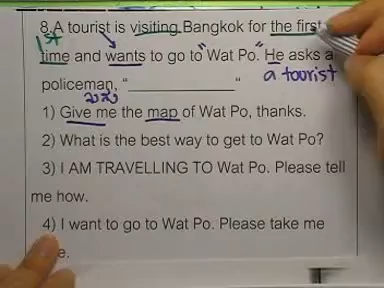 8.A tourist is visiting Bangkok for the first
1st
time and wants to go to "Wat Po." He asks a
a tourist
policeman, "____________"
ขอ
1) Give me the map of Wat Po, thanks.
2) What is the best way to get to Wat Po?
3) I AM TRAVELLING TO Wat Po. Please tell
me how.
4) I want to go to Wat Po. Please take me
e.